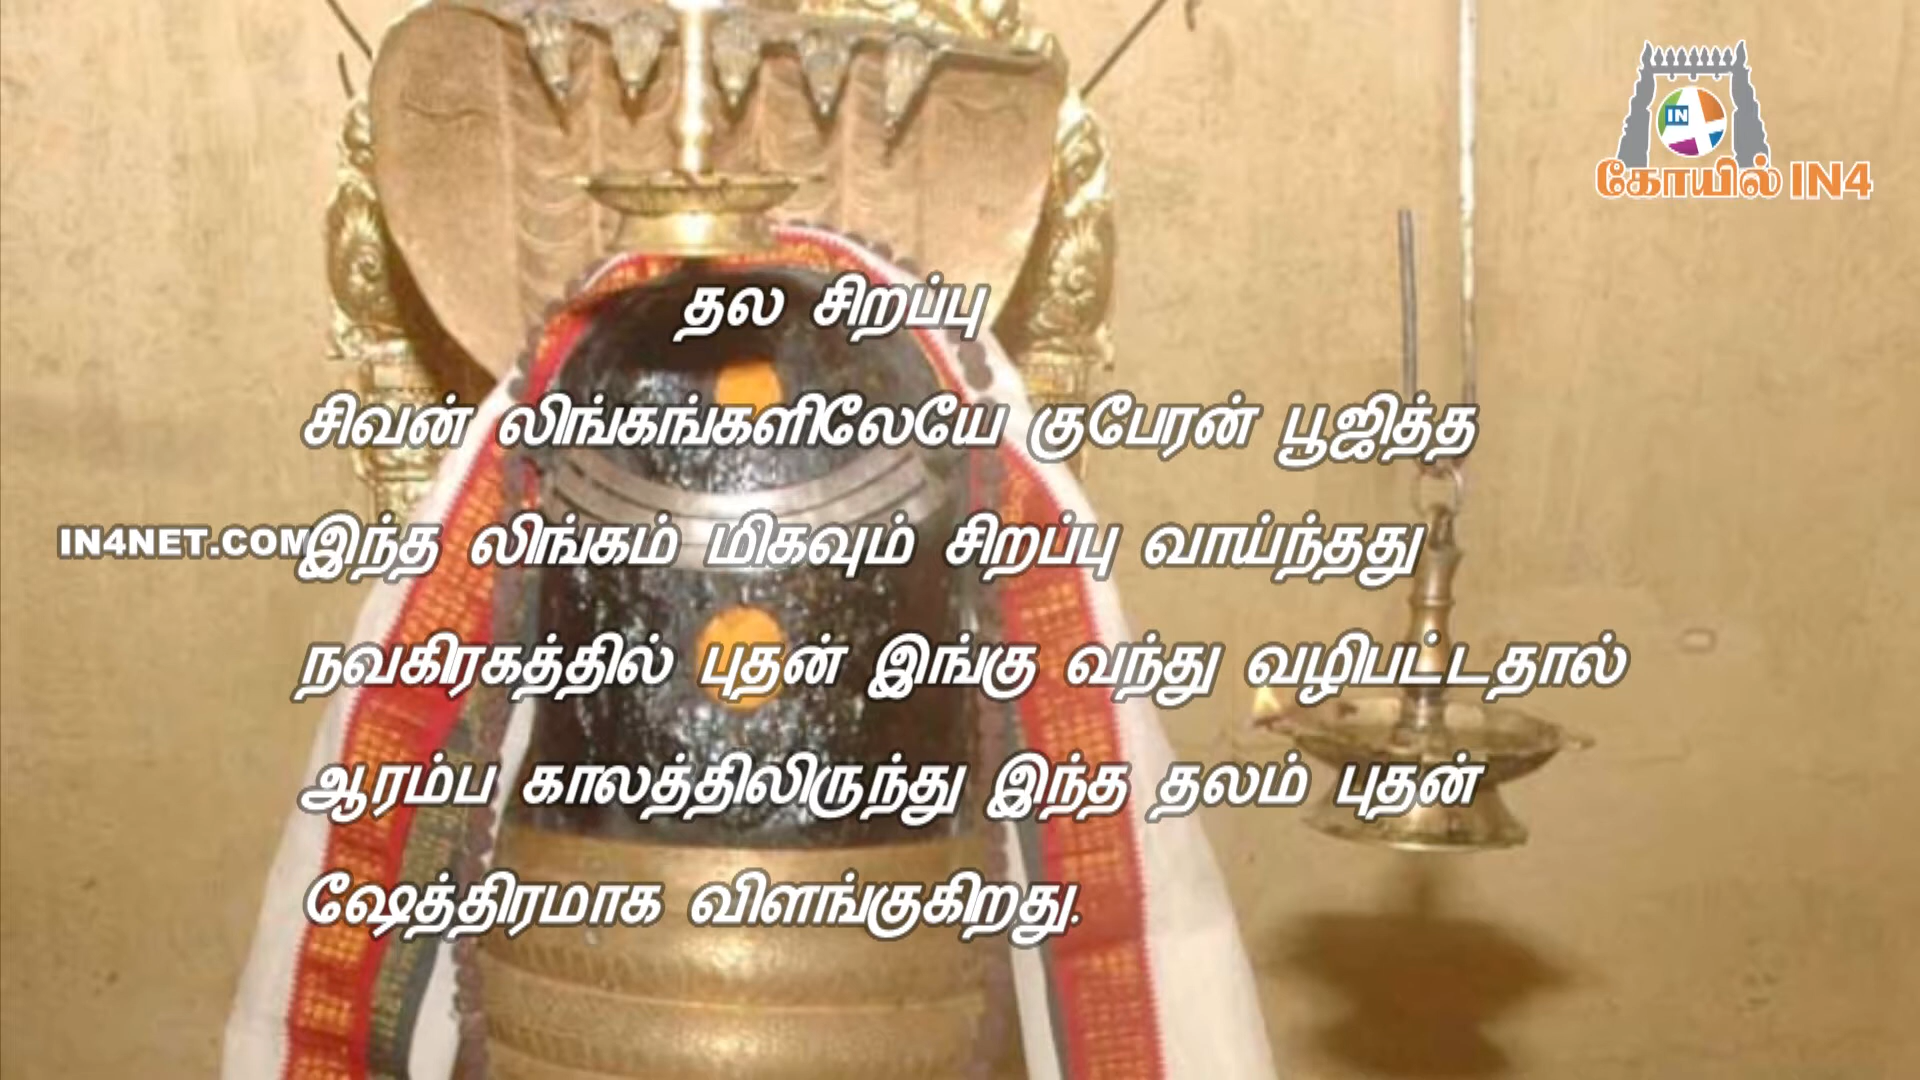 IN
கோயில் IN4
தல சிறப்பு
சிவன் லிங்கங்களிலேயே குபேரன் பூஜித்த
IN4NET.COM
இந்த லிங்கம் மிகவும் சிறப்பு வாய்ந்தது
நவகிரகத்தில் புதன் இங்கு வந்து வழிபட்டதால்
ஆரம்ப காலத்திலிருந்து இந்த தலம் புதன்
ஷேத்திரமாக விளங்குகிறது.